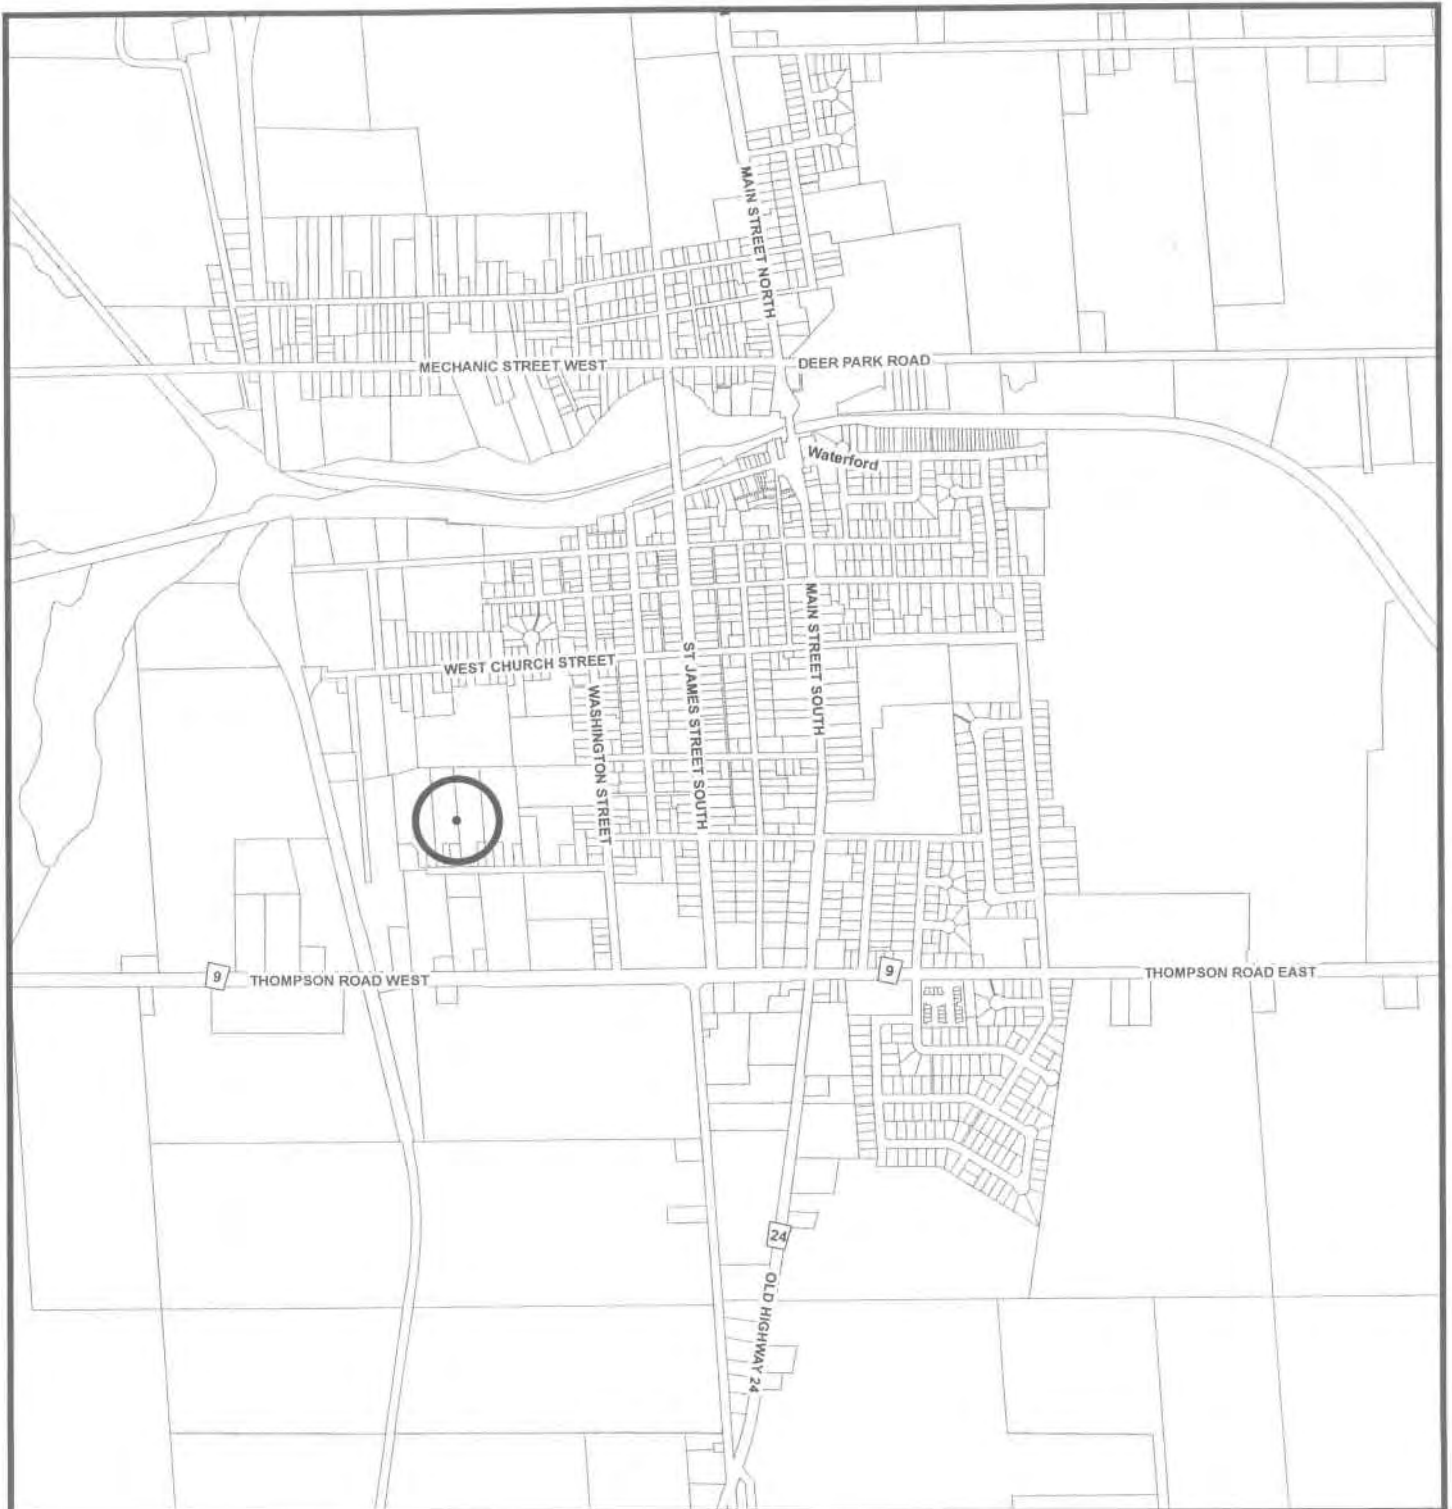 MAIN STREET NORTH
MECHANIC STREET WEST
DEER PARK ROAD
Waterford
MAIN STREET SOUTH
WEST CHURCH STREET
ST JAMES STREET SOUTH
WASHINGTON STREET
9
THOMPSON ROAD WEST
9
THOMPSON ROAD EAST
24
OLD HIGHWAY 24